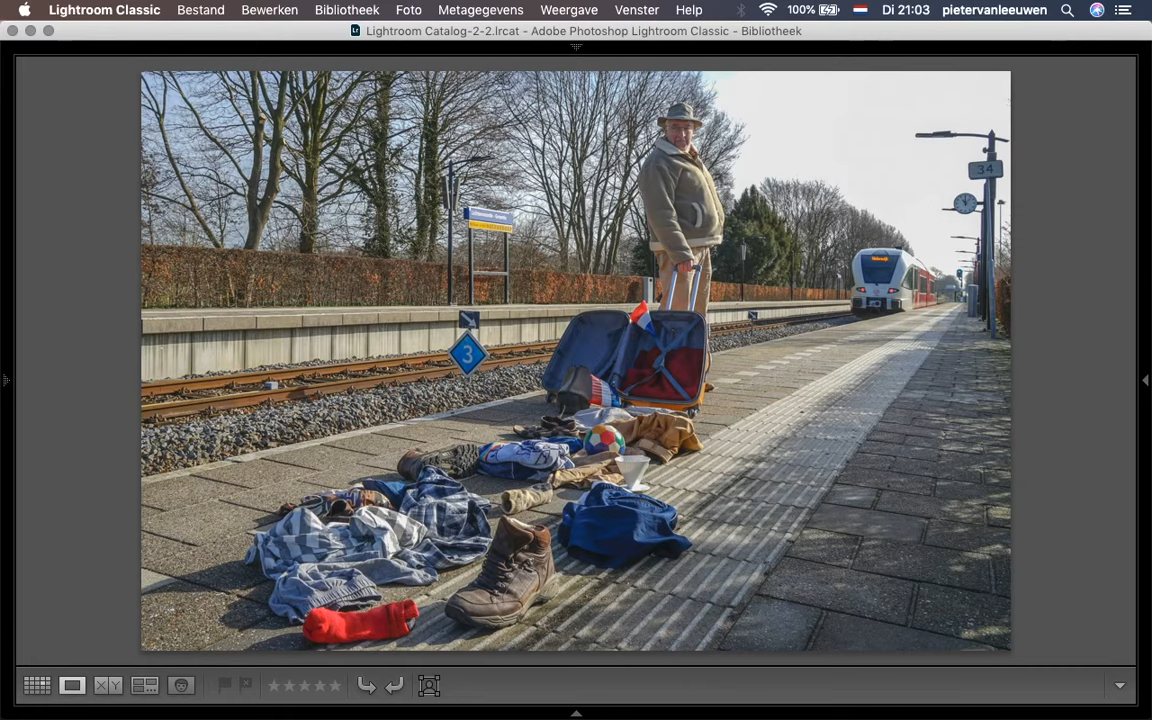 Lightroom Classic Bestand Bewerken Bibliotheek Foto Metagegevens Weergave Venster Help 100% Di 21:03 pietervanleeuwen
Lightroom Catalog-2-2.lrcat - Adobe Photoshop Lightroom Classic - Bibliotheek
34
3
XY